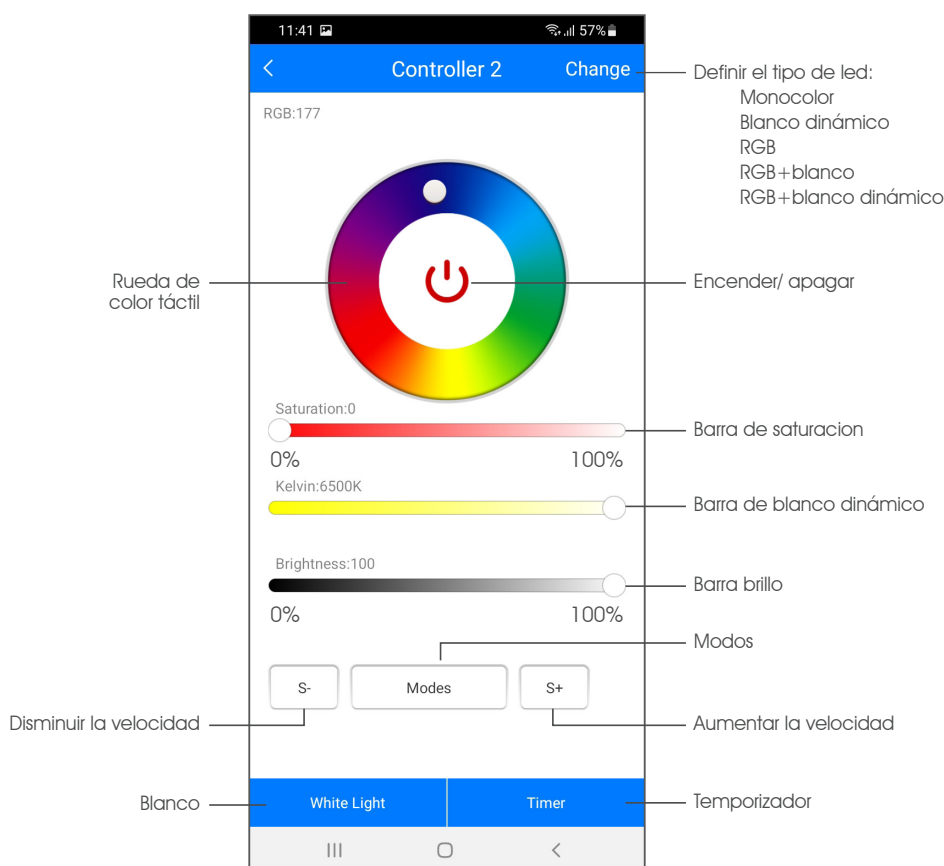 11:41
57%
Controller 2
Change
Definir el tipo de led:
Monocolor
Blanco dinámico
RGB
RGB+blanco
RGB+blanco dinámico
RGB:177
Rueda de
color táctil
Encender/ apagar
Saturation:0
Barra de saturacion
0%
100%
Kelvin:6500K
Barra de blanco dinámico
Brightness:100
Barra brillo
0%
100%
Modos
S-
Modes
S+
Disminuir la velocidad
Aumentar la velocidad
Blanco
White Light
Timer
Temporizador